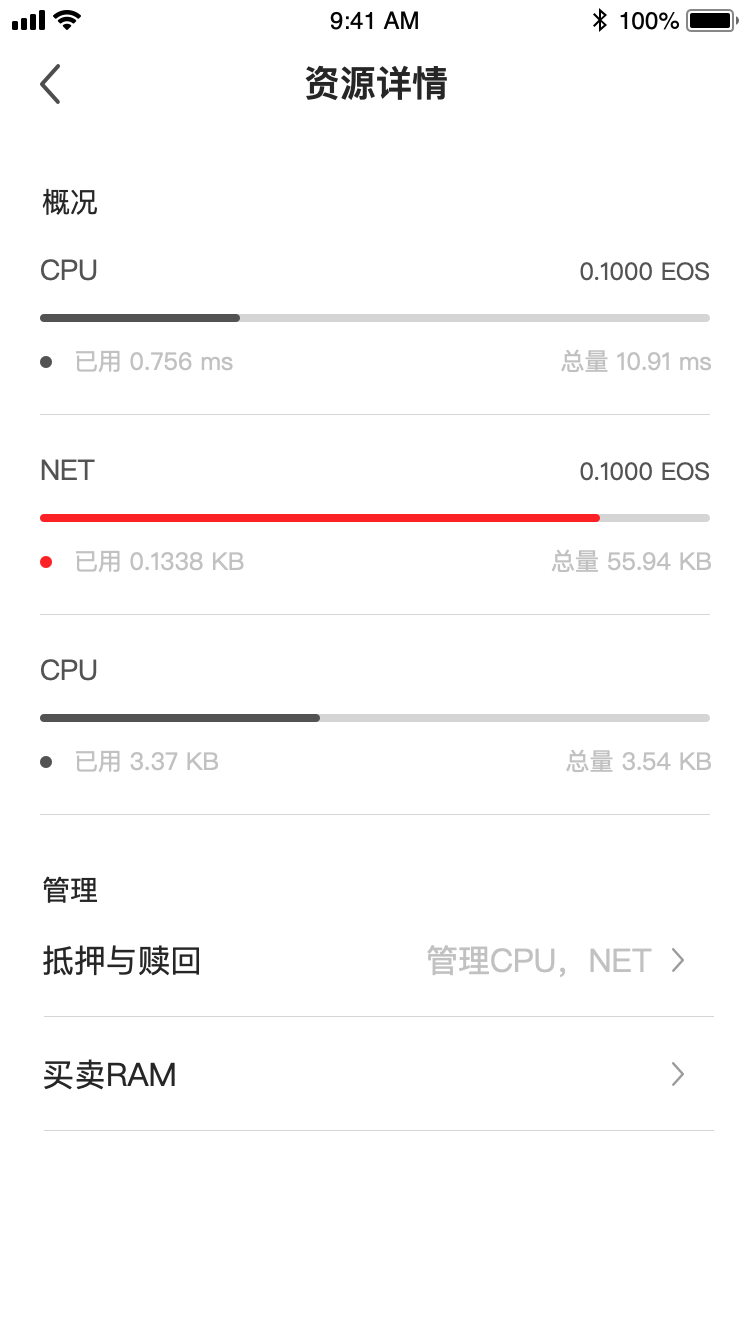 9:41 AM
100%
资源详情
概况
CPU
0.1000 EOS
已用 0.756 ms
总量 10.91 ms
NET
0.1000 EOS
已用 0.1338 KB
总量 55.94 KB
CPU
已用 3.37 KB
总量 3.54 KB
管理
抵押与赎回
管理CPU，NET
买卖RAM